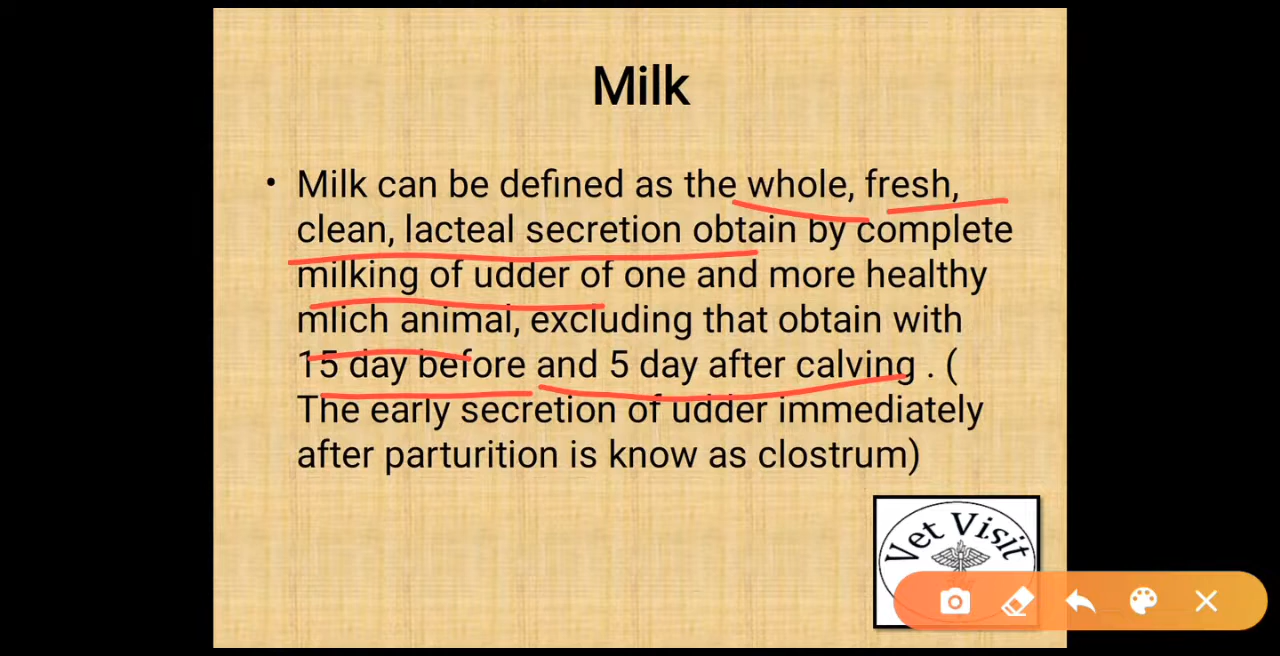 Milk
• Milk can be defined as the whole, fresh,
clean, lacteal secretion obtain by complete
milking of udder of one and more healthy
mlich animal, excluding that obtain with
15 day before and 5 day after calving . (
The early secretion of udder immediately
after parturition is know as clostrum)
Vet Visit